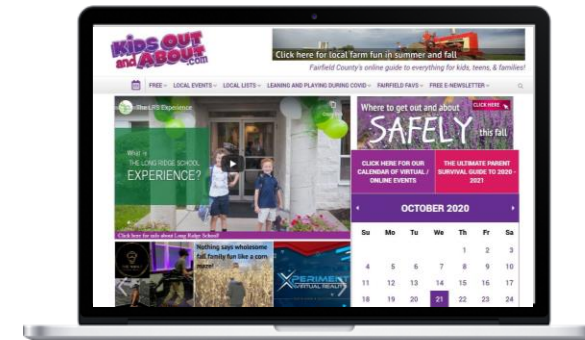 KIDS OUT
and ABOUT
.com
Click here for local farm fun in summer and fall
Fairfield County's online guide to everything for kids, teens, & families!
FREE LOCAL EVENTS LOCAL LISTS LEANING AND PLAYING DURING COVID FAIRFIELD FAVS FREE E-NEWSLETTER
The LRS Experience
What is
THE LONG RIDGE SCHOOL
EXPERIENCE?
Click here for info about Long Ridge School!
Where to get out and about
CLICK HERE
SAFELY
this fall
CLICK HERE FOR OUR
CALENDAR OF VIRTUAL /
ONLINE EVENTS
THE ULTIMATE PARENT
SURVIVAL GUIDE TO 2020 -
2021
OCTOBER 2020
Su Mo Tu We Th Fr Sa
1 2 3
4 5 6 7 8 9 10
11 12 13 14 15 16 17
18 19 20 21 22 23 24
Nothing says wholesome
fall family fun like a corn
maze!
XPERIMENT
VIRTUAL REALITY